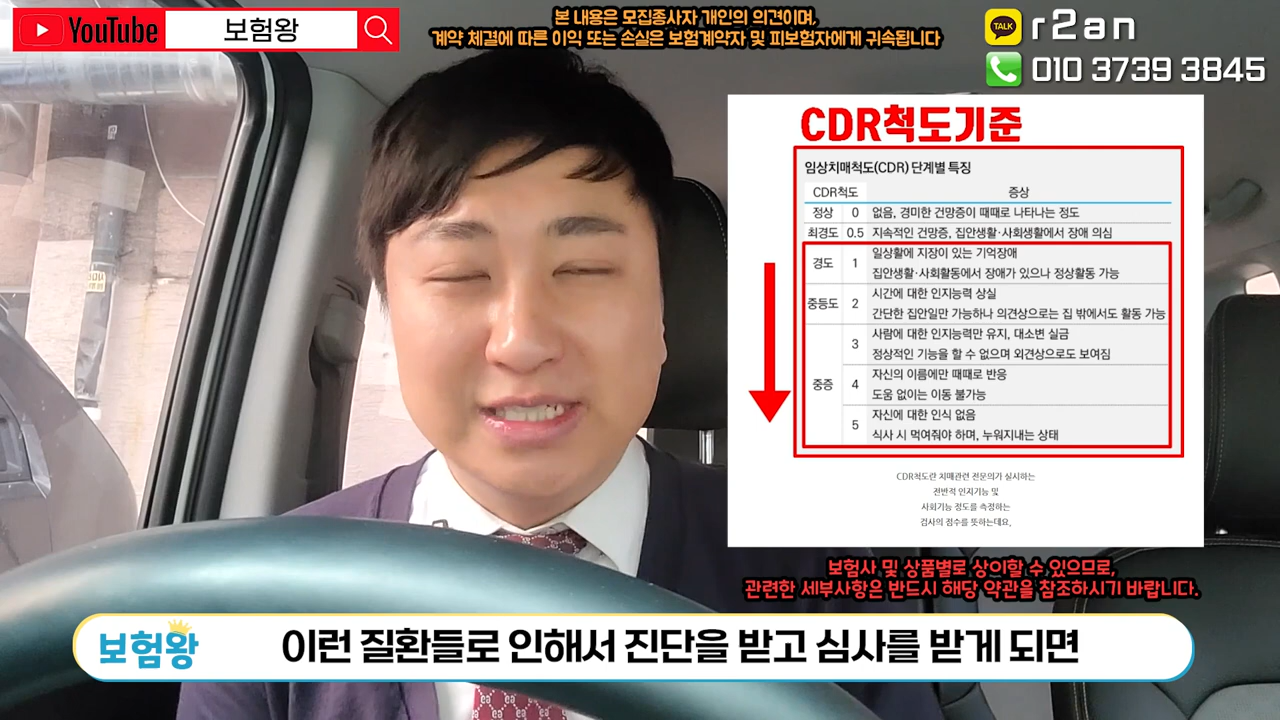 YouTube 보험왕
본 내용은 모집종사자 개인의 의견이며,
계약 체결에 따른 이익 또는 손실은 보험계약자 및 피보험자에게 귀속됩니다
TALK r2an
010 3739 3845
CDR척도기준
임상치매척도(CDR) 단계별 특징
CDR척도 증상
정상 0 없음, 경미한 건망증이 때때로 나타나는 정도
최경도 0.5 지속적인 건망증, 집안생활·사회생활에서 장애 의심
경도 1 일상활에 지장이 있는 기억장애
집안생활·사회활동에서 장애가 있으나 정상활동 가능
중등도 2 시간에 대한 인지능력 상실
간단한 집안일만 가능하나 의견상으로는 집 밖에서도 활동 가능
중증 3 사람에 대한 인지능력만 유지, 대소변 실금
정상적인 기능을 할 수 없으며 외견상으로도 보여짐
4 자신의 이름에만 때때로 반응
도움 없이는 이동 불가능
5 자신에 대한 인식 없음
식사 시 먹여줘야 하며, 누워지내는 상태
CDR척도란 치매관련 전문의가 실시하는
전반적 인지기능 및
사회기능 정도를 측정하는
검사의 점수를 뜻하는데요.
보험사 및 상품별로 상이할 수 있으므로,
관련한 세부사항은 반드시 해당 약관을 참조하시기 바랍니다.
보험왕 이런 질환들로 인해서 진단을 받고 심사를 받게 되면